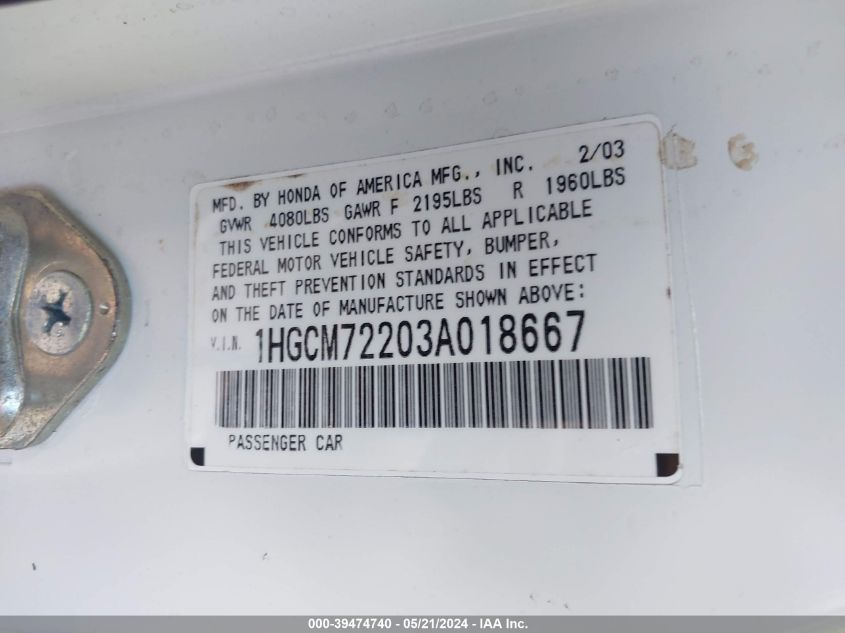 MFD. BY HONDA OF AMERICA MFG., INC. 2/03
GVWR 4080LBS GAWR F 2195LBS R 1960LBS
THIS VEHICLE CONFORMS TO ALL APPLICABLE
FEDERAL MOTOR VEHICLE SAFETY, BUMPER,
AND THEFT PREVENTION STANDARDS IN EFFECT
ON THE DATE OF MANUFACTURE SHOWN ABOVE:
V.I.N. 1HGCM72203A018667
PASSENGER CAR
000-39474740 - 05/21/2024 - IAA Inc.